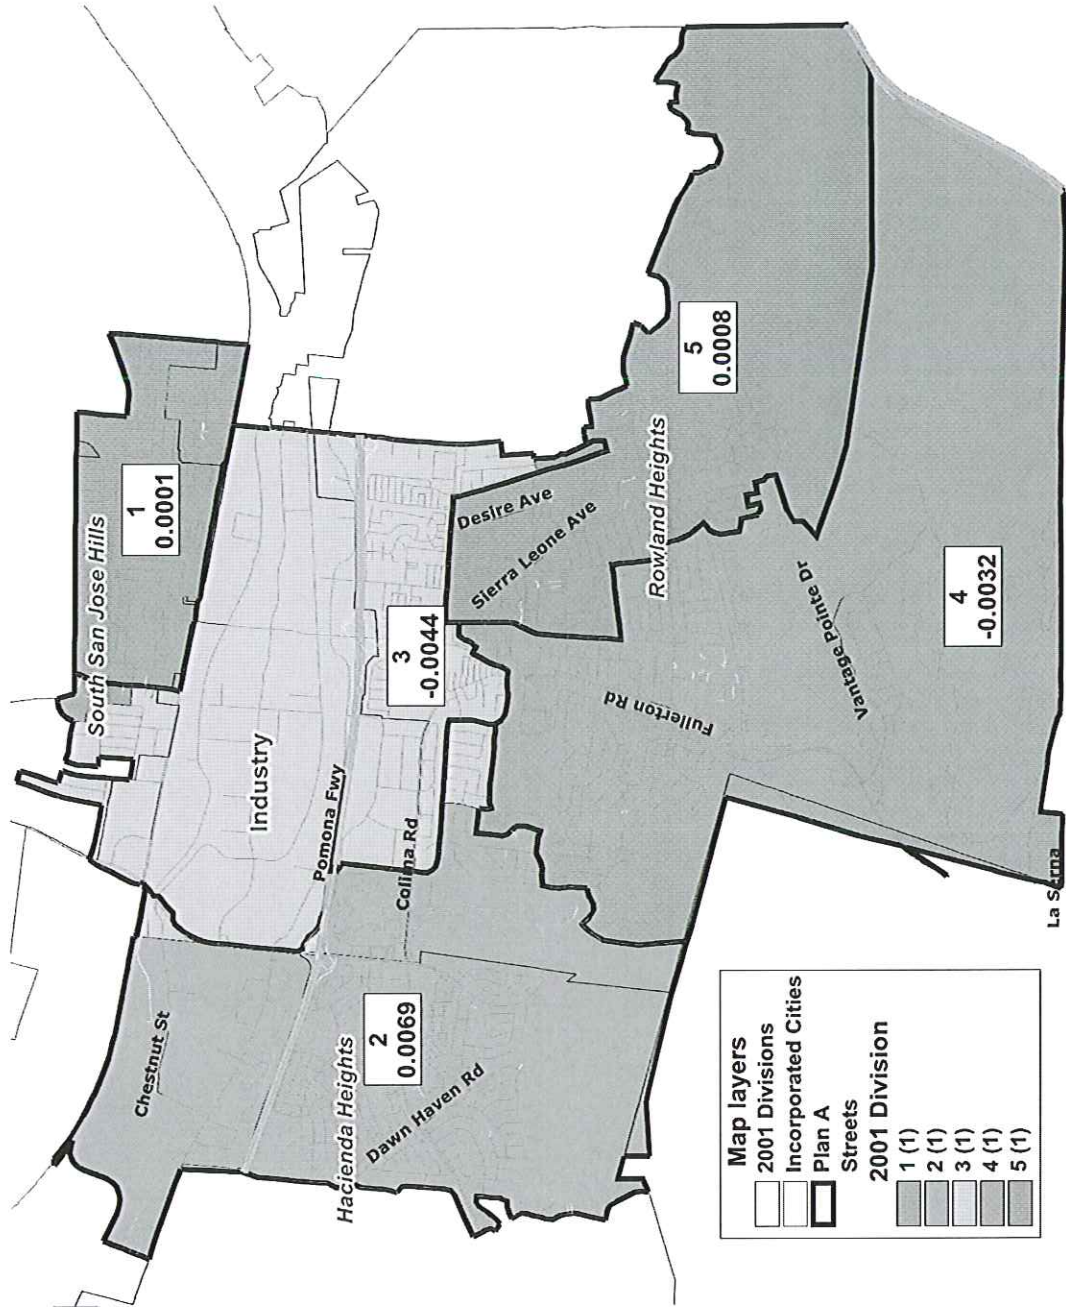 South San Jose Hills
1
0.0001
Industry
Pomona Fwy
3
-0.0044
Colima Rd
Chestnut St
Hacienda Heights
2
0.0069
Dawn Haven Rd
Desire Ave
Sierra Leone Ave
Rowland Heights
5
0.0008
Fullerton Rd
Vantage Pointe Dr
4
-0.0032
La Serna
Map layers
2001 Divisions
Incorporated Cities
Plan A
Streets
2001 Division
1 (1)
2 (1)
3 (1)
4 (1)
5 (1)